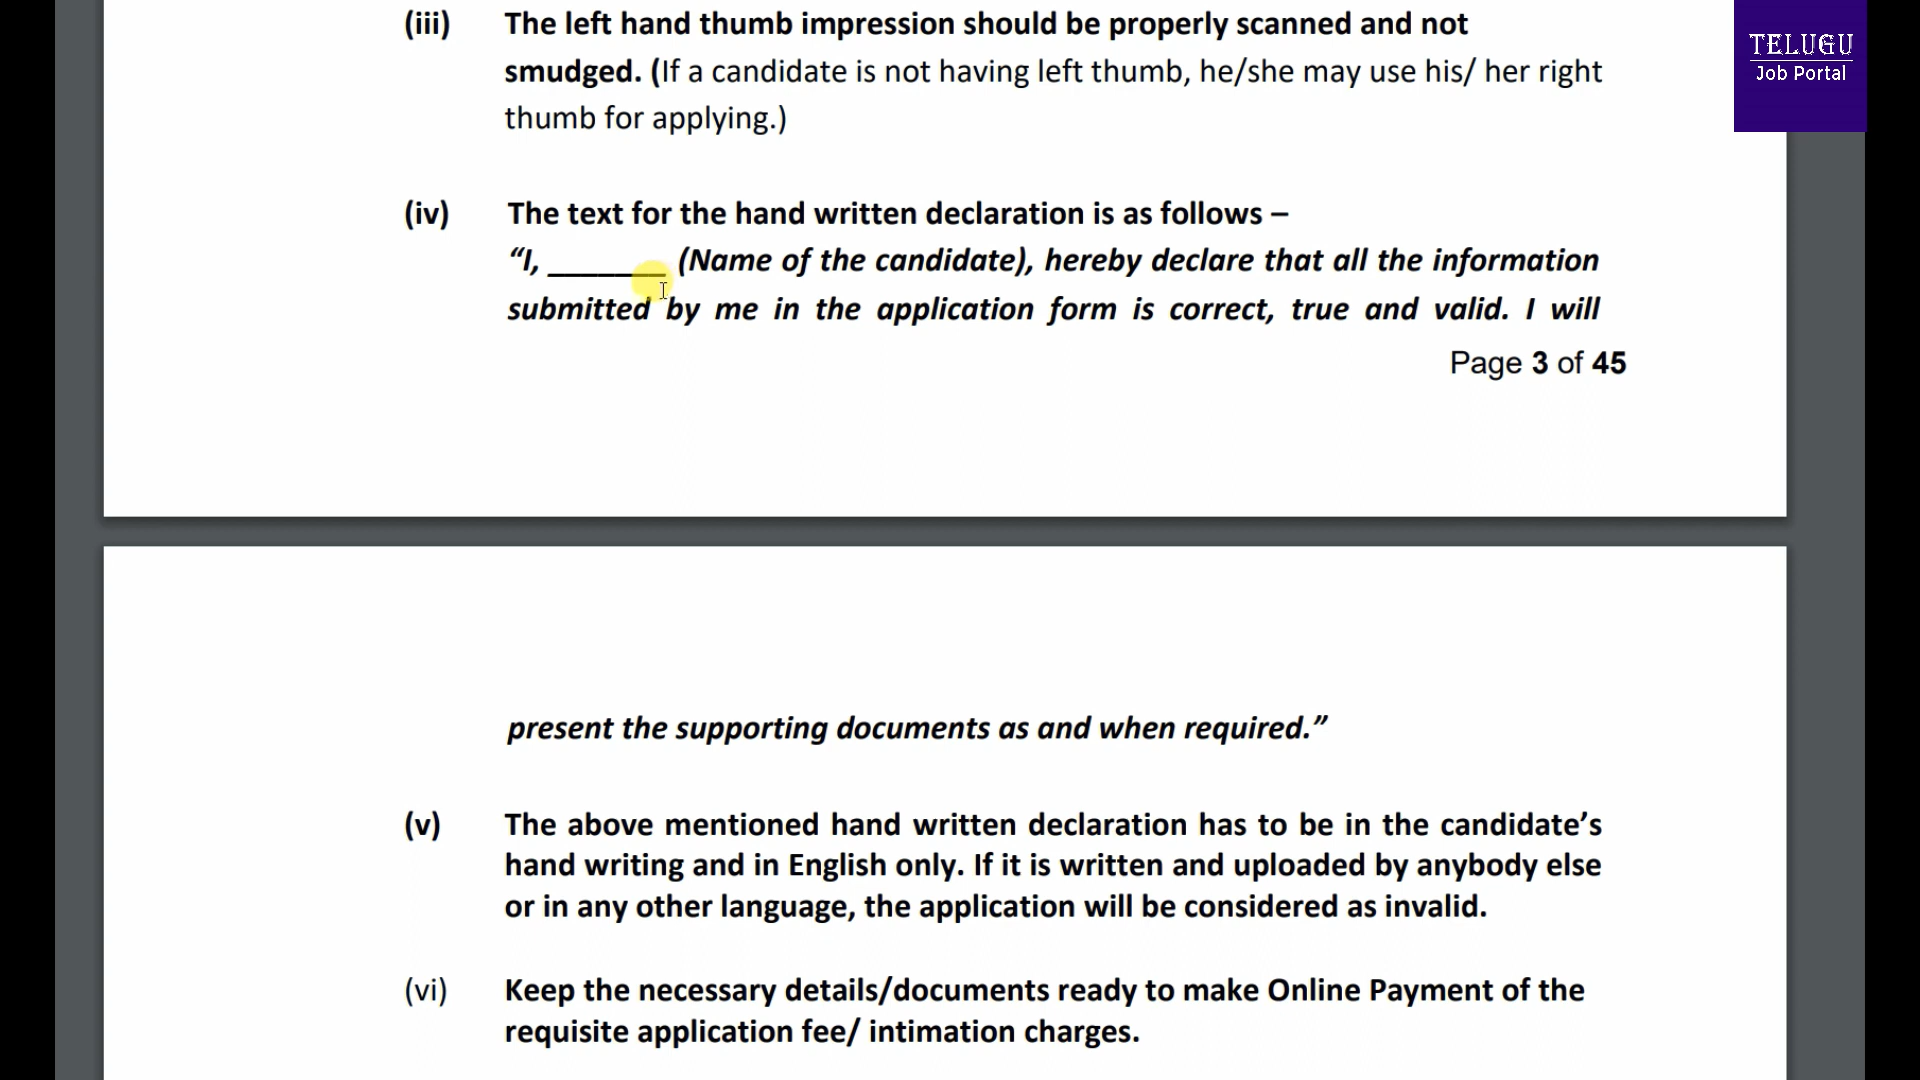 TELUGU
Job Portal
(iii) The left hand thumb impression should be properly scanned and not
smudged. (If a candidate is not having left thumb, he/she may use his/ her right
thumb for applying.)
(iv) The text for the hand written declaration is as follows –
“I, _______ (Name of the candidate), hereby declare that all the information
submitted by me in the application form is correct, true and valid. I will
Page 3 of 45
present the supporting documents as and when required.”
(v) The above mentioned hand written declaration has to be in the candidate’s
hand writing and in English only. If it is written and uploaded by anybody else
or in any other language, the application will be considered as invalid.
(vi) Keep the necessary details/documents ready to make Online Payment of the
requisite application fee/ intimation charges.